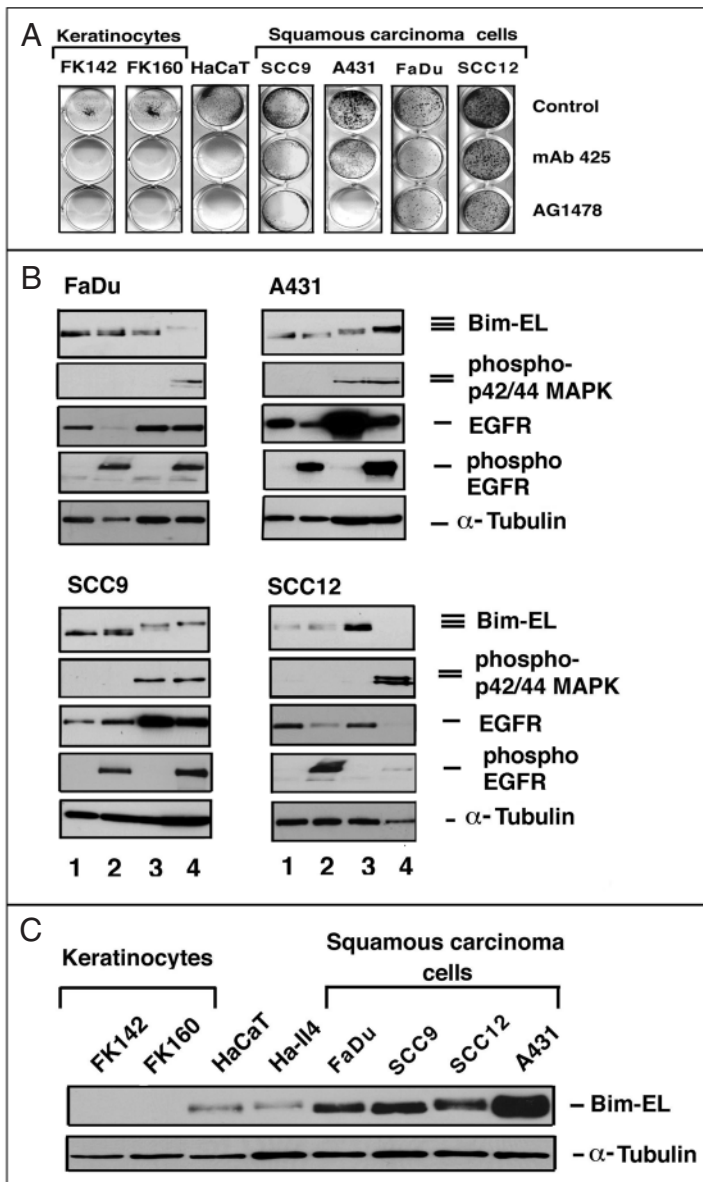 A
Keratinocytes
Squamous carcinoma cells
FK142 FK160 HaCaT SCC9 A431 FaDu SCC12
Control
mAb 425
AG1478
B
FaDu
A431
Bim-EL
phospho-
p42/44 MAPK
EGFR
phospho
EGFR
α-Tubulin
SCC9
SCC12
Bim-EL
phospho-
p42/44 MAPK
EGFR
phospho
EGFR
α-Tubulin
1 2 3 4
1 2 3 4
C
Keratinocytes
Squamous carcinoma
cells
FK142 FK160 HaCaT Ha-II4 FaDu SCC9 SCC12 A431
Bim-EL
α-Tubulin